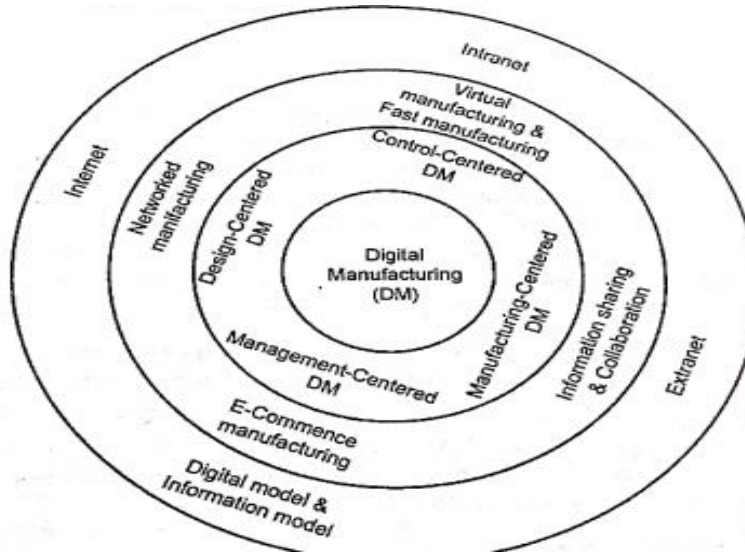 Intranet
Internet
Virtual
manufacturing &
Fast manufacturing
Networked
manifacturing
Control-Centered
DM
Design-Centered
DM
Digital
Manufacturing
(DM)
Manufacturing-Centered
DM
Information sharing
& Collaboration
Extranet
Management-Centered
DM
E-Commence
manufacturing
Digital model &
Information model